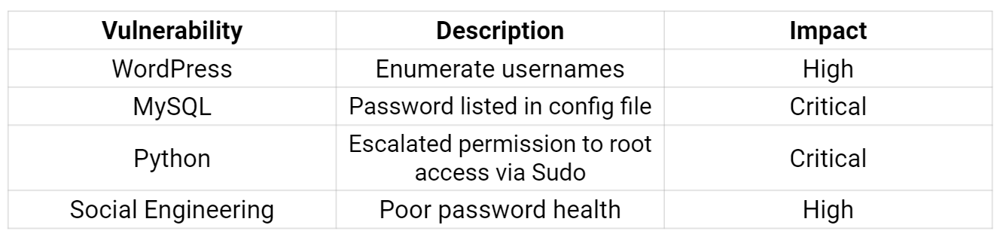 Vulnerability Description Impact
WordPress Enumerate usernames High
MySQL Password listed in config file Critical
Python Escalated permission to root access via Sudo Critical
Social Engineering Poor password health High